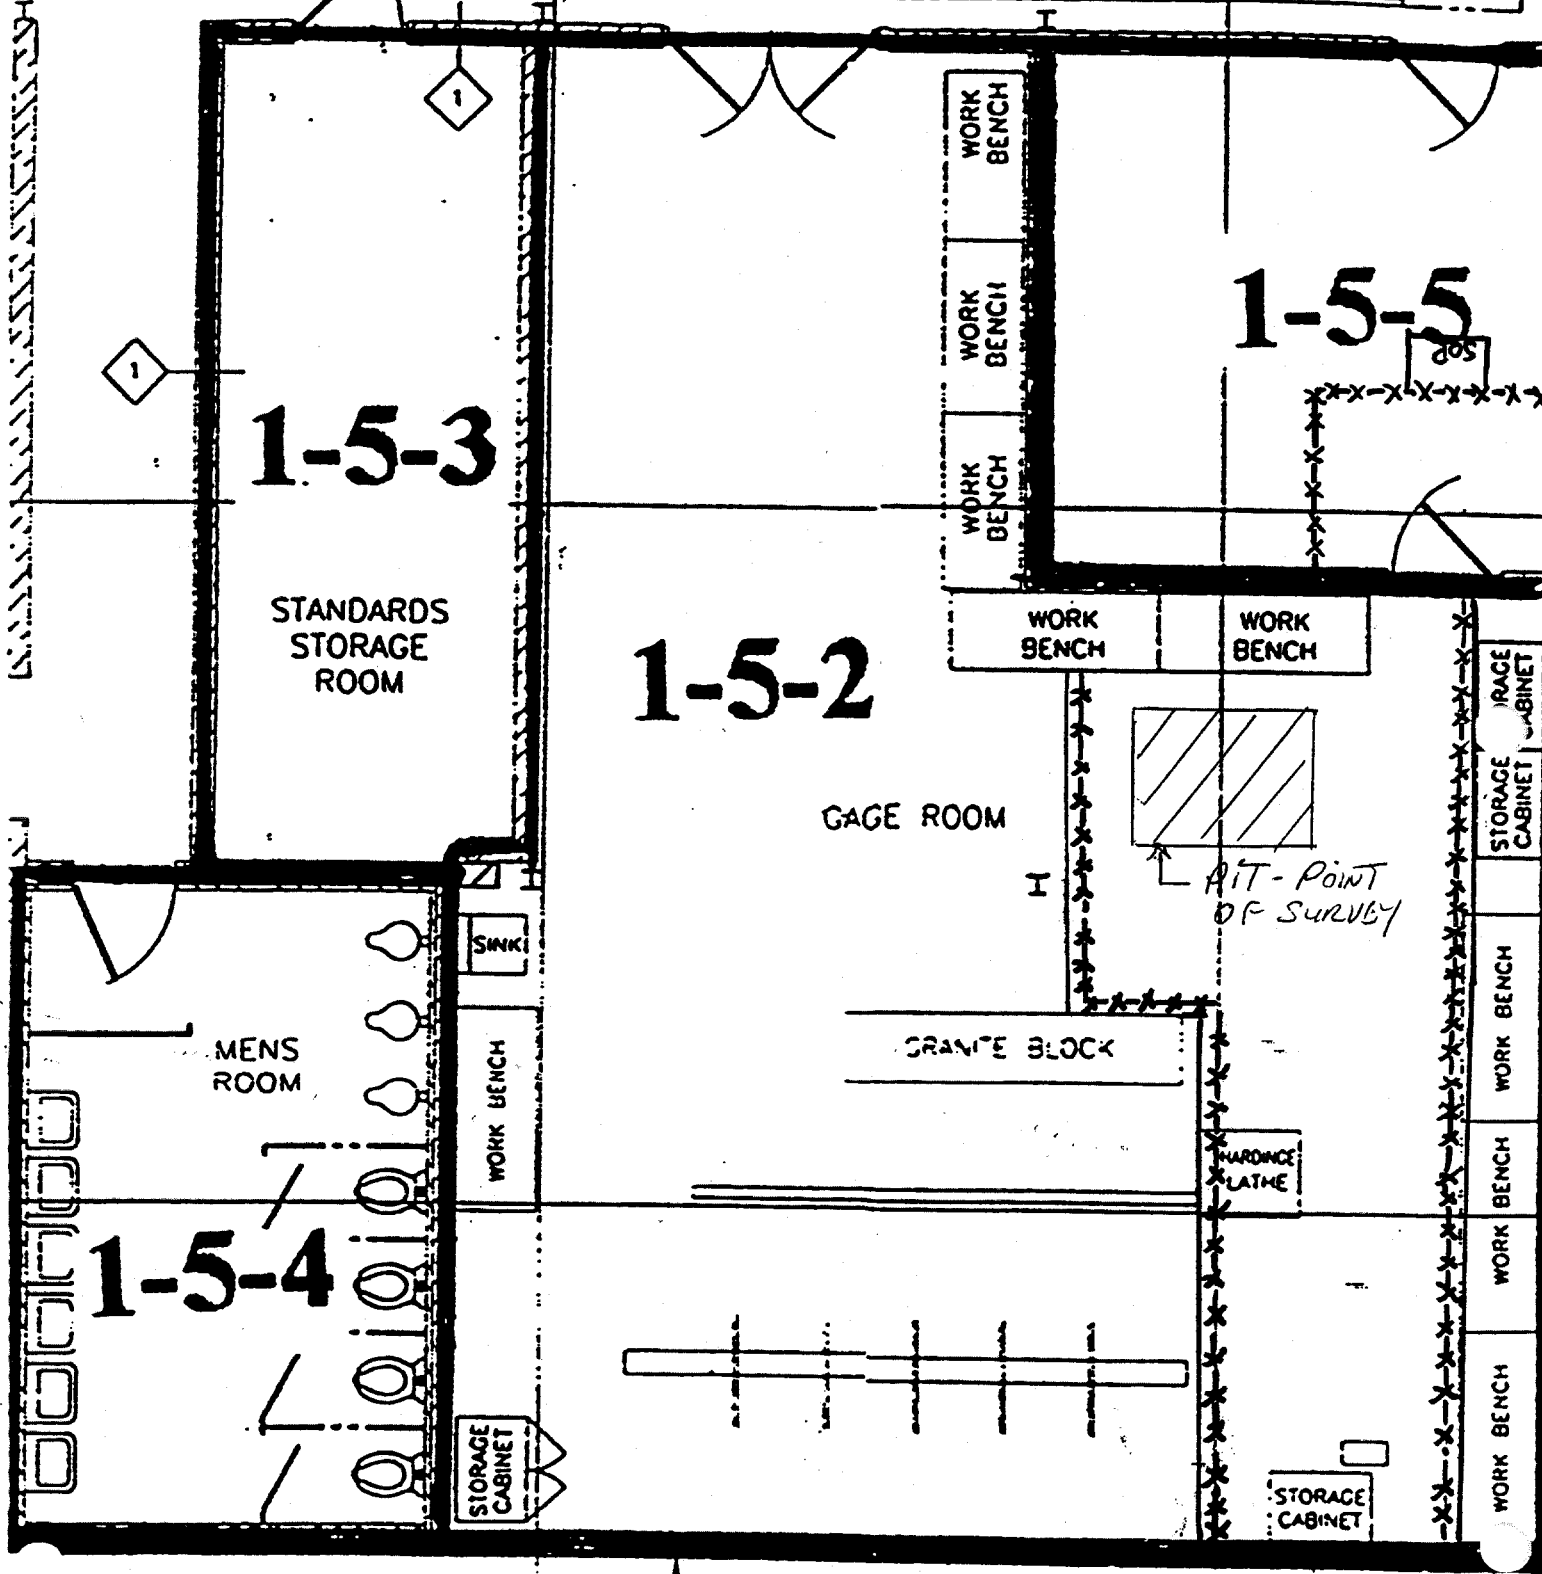 1
WORK
BENCH
1-5-5
SOP
WORK
BENCH
1
1-5-3
WORK
BENCH
STANDARDS
STORAGE
ROOM
1-5-2
WORK
BENCH
WORK
BENCH
STORAGE
CABINET
STORAGE
CABINET
GAGE ROOM
PIT - POINT
OF SURVEY
SINK
MENS
ROOM
WORK BENCH
GRANITE BLOCK
WORK BENCH
HARDINGE
LATHE
WORK BENCH
1-5-4
WORK
WORK BENCH
STORAGE
CABINET
STORAGE
CABINET